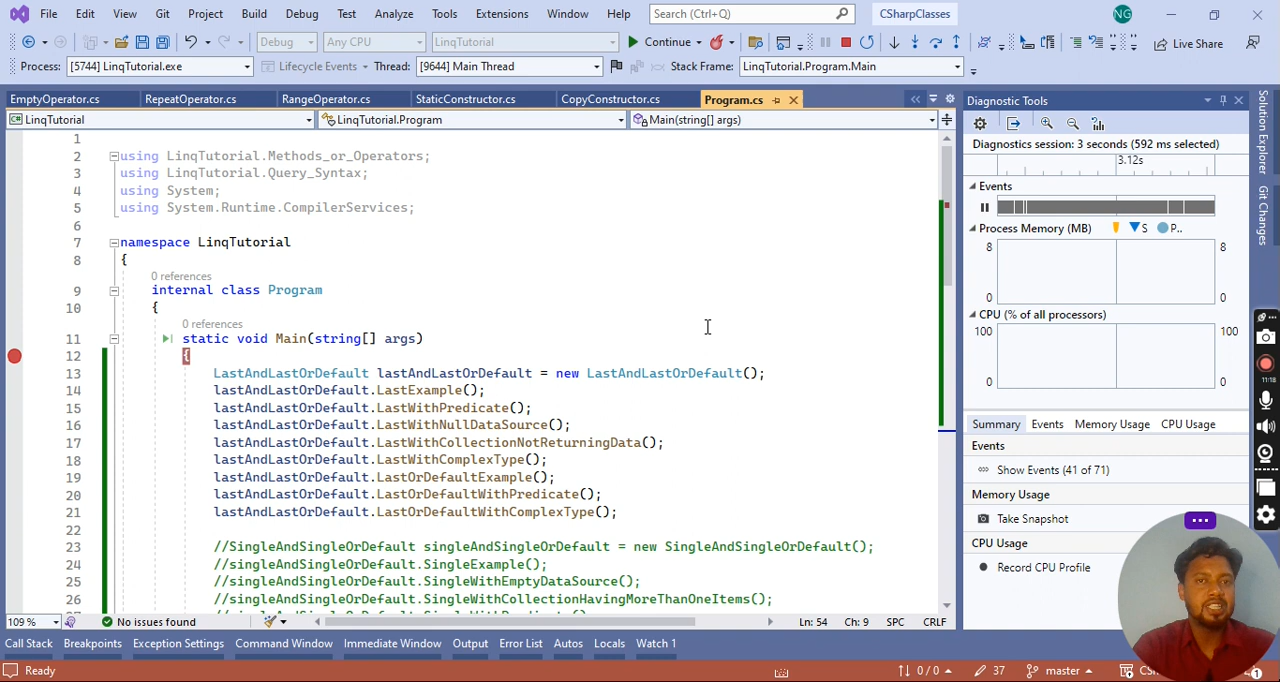 File Edit View Git Project Build Debug Test Analyze Tools Extensions Window Help Search (Ctrl+Q) CSharpClasses NG
Debug Any CPU LinqTutorial Continue Live Share
Process: [5744] LinqTutorial.exe Lifecycle Events Thread: [9644] Main Thread Stack Frame: LinqTutorial.Program.Main
EmptyOperator.cs RepeatOperator.cs RangeOperator.cs StaticConstructor.cs CopyConstructor.cs Program.cs
LinqTutorial LinqTutorial.Program Main(string[] args)
1
2 using LinqTutorial.Methods_or_Operators;
3 using LinqTutorial.Query_Syntax;
4 using System;
5 using System.Runtime.CompilerServices;
6
7 namespace LinqTutorial
8 {
0 references
9 internal class Program
10 {
0 references
11 static void Main(string[] args)
12 {
13 LastAndLastOrDefault lastAndLastOrDefault = new LastAndLastOrDefault();
14 lastAndLastOrDefault.LastExample();
15 lastAndLastOrDefault.LastWithPredicate();
16 lastAndLastOrDefault.LastWithNullDataSource();
17 lastAndLastOrDefault.LastWithCollectionNotReturningData();
18 lastAndLastOrDefault.LastWithComplexType();
19 lastAndLastOrDefault.LastOrDefaultExample();
20 lastAndLastOrDefault.LastOrDefaultWithPredicate();
21 lastAndLastOrDefault.LastOrDefaultWithComplexType();
22
23 //SingleAndSingleOrDefault singleAndSingleOrDefault = new SingleAndSingleOrDefault();
24 //singleAndSingleOrDefault.SingleExample();
25 //singleAndSingleOrDefault.SingleWithEmptyDataSource();
26 //singleAndSingleOrDefault.SingleWithCollectionHavingMoreThanOneItems();
109 % No issues found Ln: 54 Ch: 9 SPC CRLF
Call Stack Breakpoints Exception Settings Command Window Immediate Window Output Error List Autos Locals Watch 1
Ready 0 / 0 37 master
Diagnostic Tools
Diagnostics session: 3 seconds (592 ms selected)
3.12s
Events
Process Memory (MB) S P..
8 8
0 0
CPU (% of all processors)
100 100
0 0
Summary Events Memory Usage CPU Usage
Events
Show Events (41 of 71)
Memory Usage
Take Snapshot
CPU Usage
Record CPU Profile
Solution Explorer
Git Changes
11:18
1